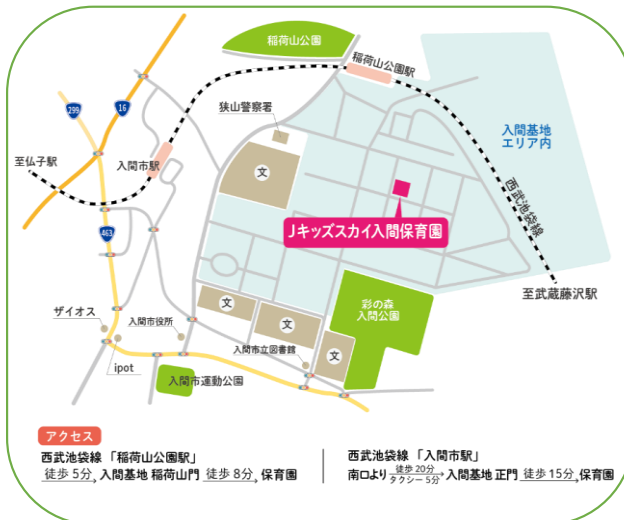 稲荷山公園
稲荷山公園駅
16
299
狭山警察署
入間基地
エリア内
入間市駅
至仏子駅
文
西武池袋線
Jキッズスカイ入間保育園
463
至武蔵藤沢駅
彩の森
入間公園
ザイオス
入間市役所
文
文
文
入間市立図書館
ipot
入間市運動公園
アクセス
西武池袋線 「稲荷山公園駅」
徒歩 5分 入間基地 稲荷山門 徒歩 8分 保育園
西武池袋線 「入間市駅」
南口より 徒歩 20分 タクシー 5分 入間基地 正門 徒歩 15分 保育園